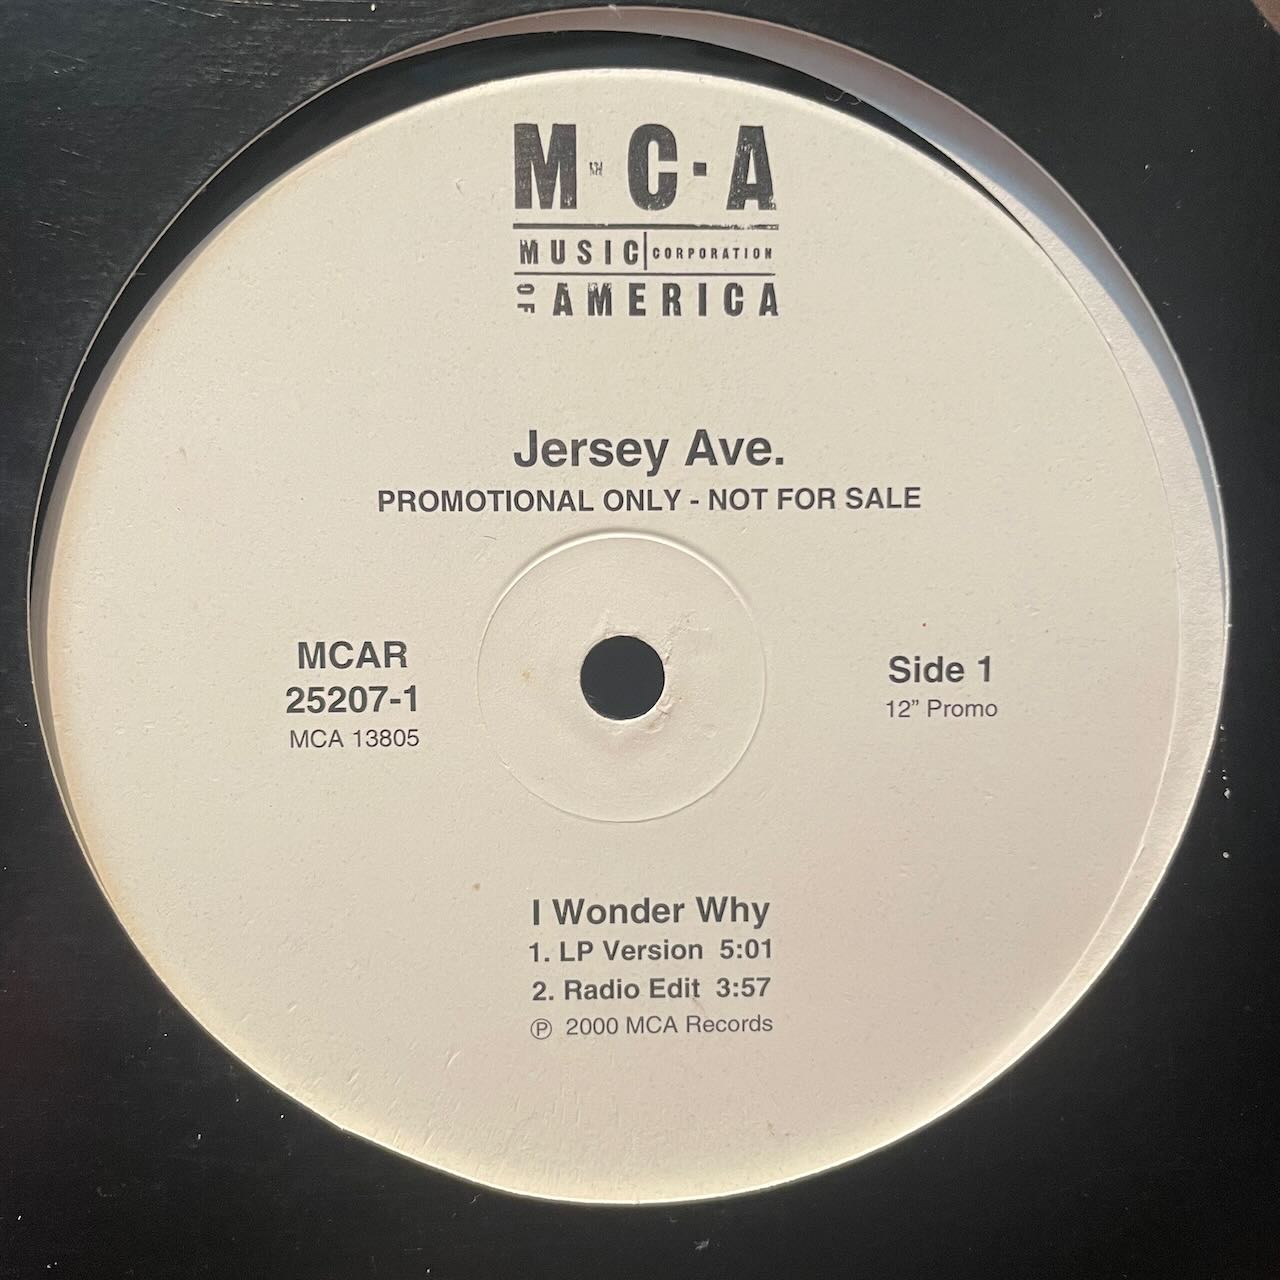 M·C·A
MUSIC CORPORATION
OF AMERICA
Jersey Ave.
PROMOTIONAL ONLY - NOT FOR SALE
MCAR
25207-1
MCA 13805
Side 1
12” Promo
I Wonder Why
1. LP Version 5:01
2. Radio Edit 3:57
℗ 2000 MCA Records